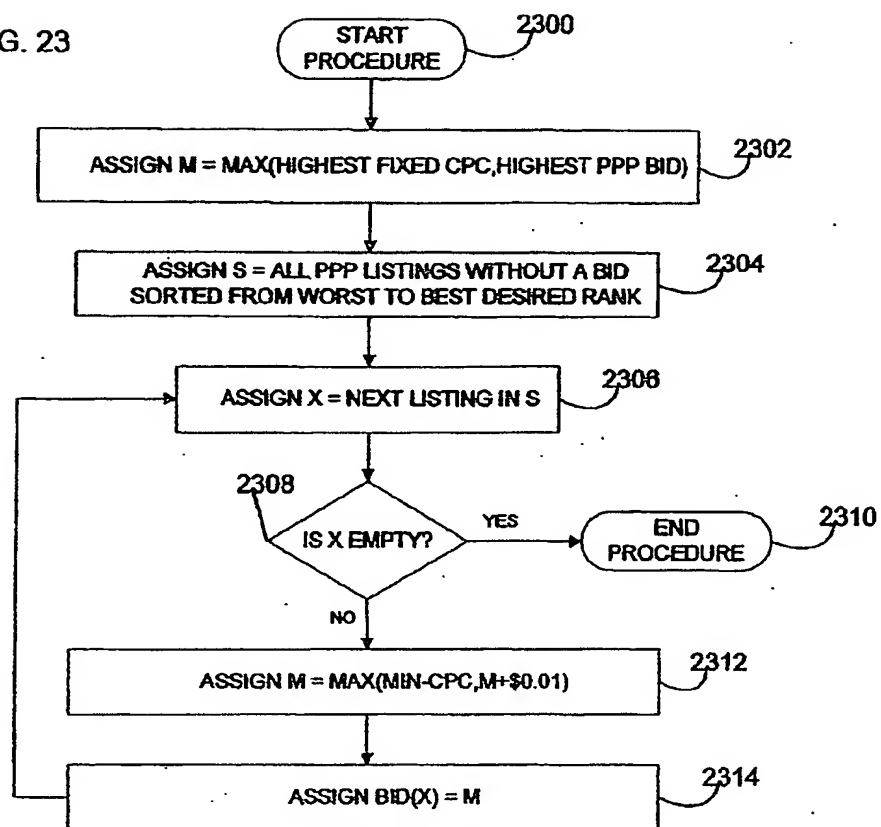 G. 23
START
PROCEDURE
2300
ASSIGN M = MAX(HIGHEST FIXED CPC,HIGHEST PPP BID)
2302
ASSIGN S = ALL PPP LISTINGS WITHOUT A BID
SORTED FROM WORST TO BEST DESIRED RANK
2304
ASSIGN X = NEXT LISTING IN S
2306
2308
IS X EMPTY?
YES
END
PROCEDURE
2310
NO
ASSIGN M = MAX(MIN-CPC,M+$0.01)
2312
ASSIGN BID(X) = M
2314